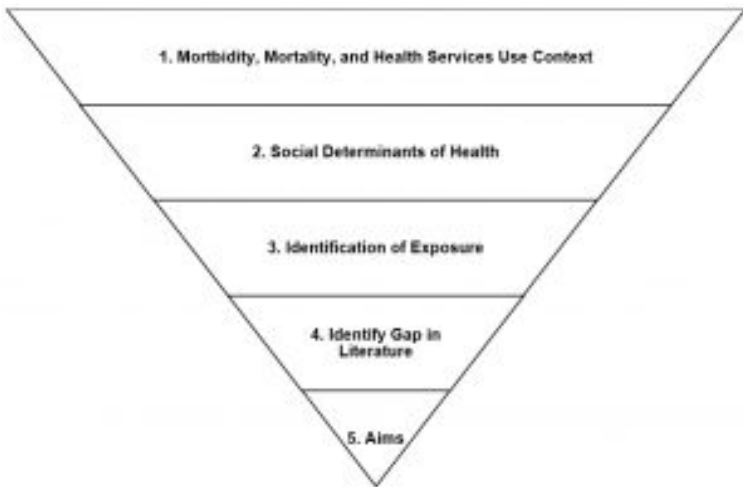 1. Mortbidity, Mortality, and Health Services Use Context
2. Social Determinants of Health
3. Identification of Exposure
4. Identify Gap in
Literature
5. Aims